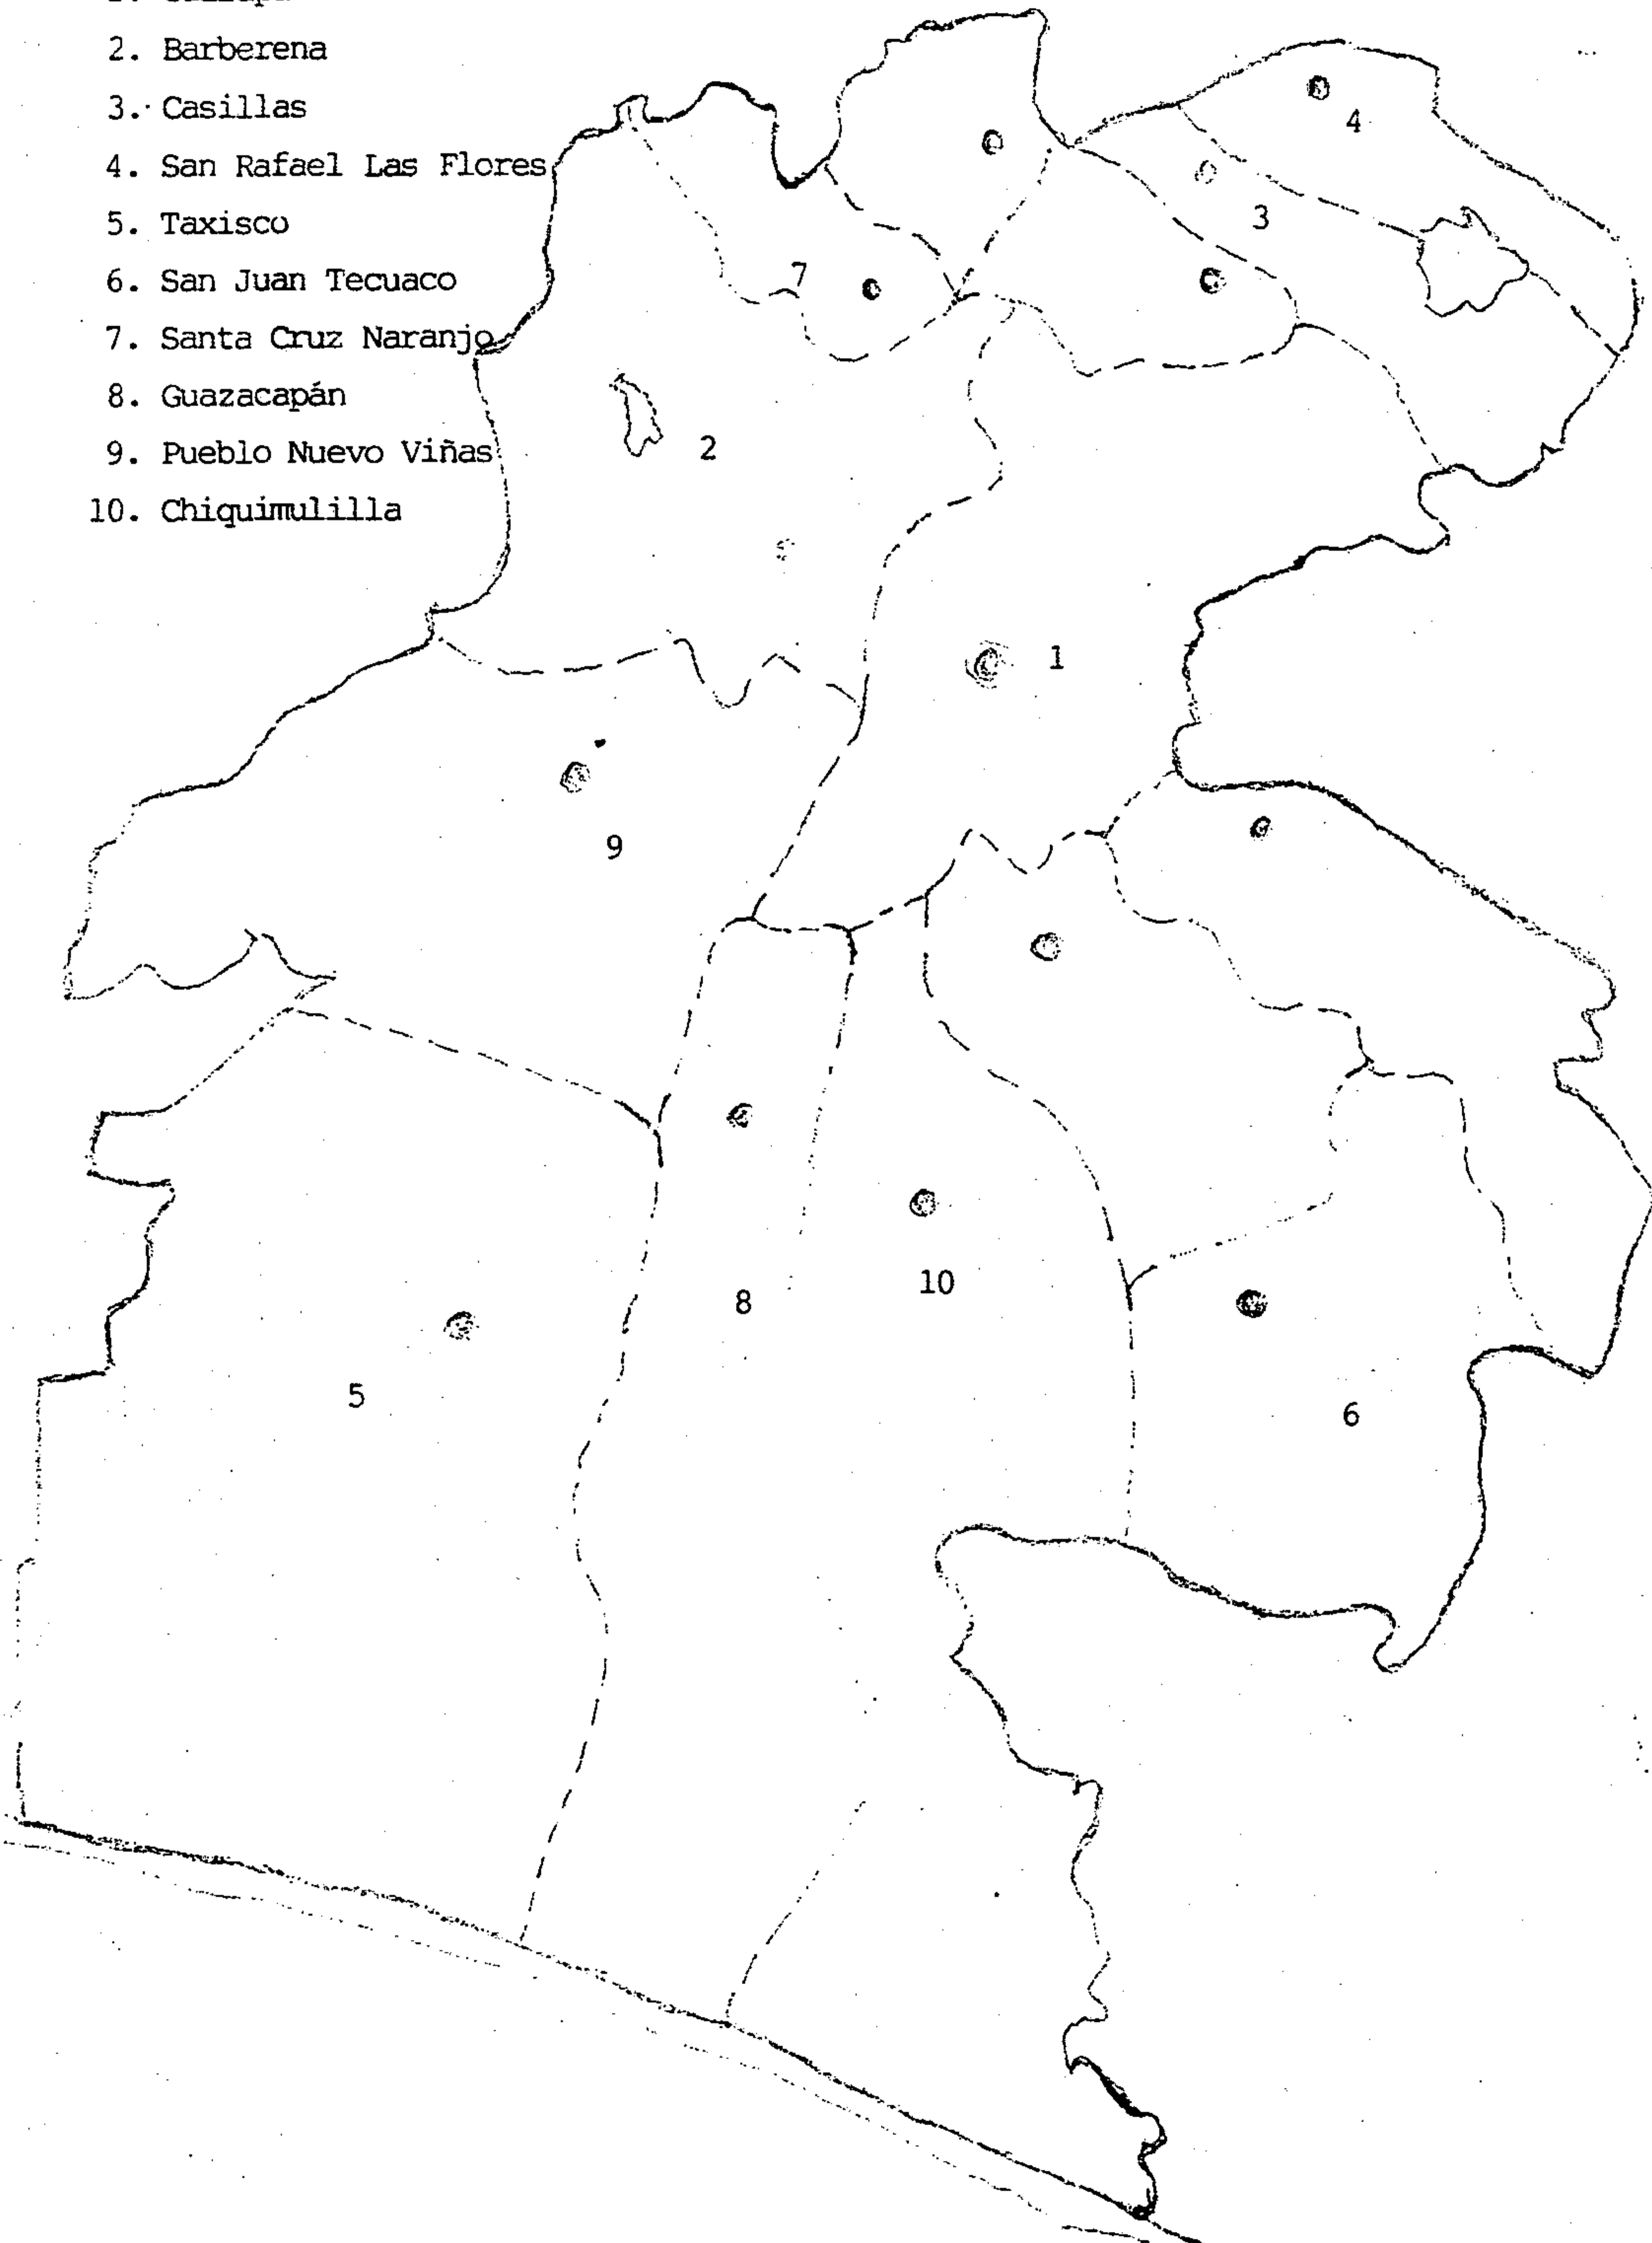 2. Barberena
3. Casillas
4. San Rafael Las Flores
5. Taxisco
6. San Juan Tecuaco
7. Santa Cruz Naranjo
8. Guazacapán
9. Pueblo Nuevo Viñas
10. Chiquimulilla
4
3
7
2
1
9
10
8
5
6